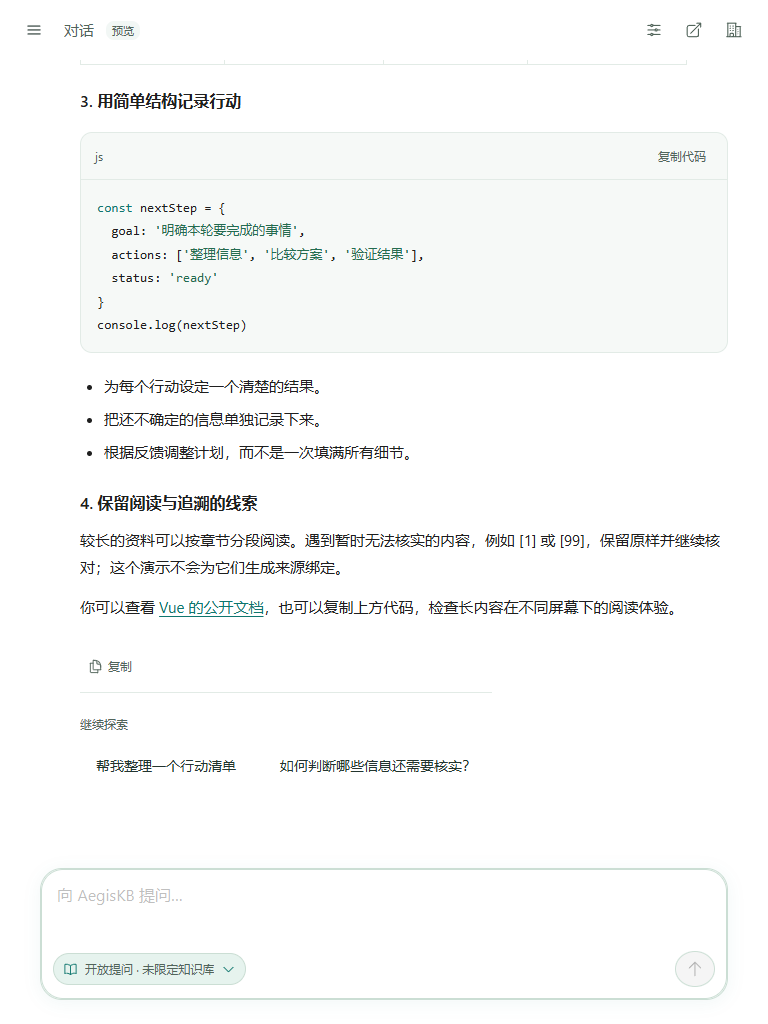 对话 预览
3. 用简单结构记录行动
js 复制代码
const nextStep = {
  goal: '明确本轮要完成的事情',
  actions: ['整理信息', '比较方案', '验证结果'],
  status: 'ready'
}
console.log(nextStep)
• 为每个行动设定一个清楚的结果。
• 把还不确定的信息单独记录下来。
• 根据反馈调整计划，而不是一次填满所有细节。
4. 保留阅读与追溯的线索
较长的资料可以按章节分段阅读。遇到暂时无法核实的内容，例如 [1] 或 [99]，保留原样并继续核
对；这个演示不会为它们生成来源绑定。
你可以查看 Vue 的公开文档，也可以复制上方代码，检查长内容在不同屏幕下的阅读体验。
复制
继续探索
帮我整理一个行动清单 如何判断哪些信息还需要核实？
向 AegisKB 提问...
开放提问 · 未限定知识库